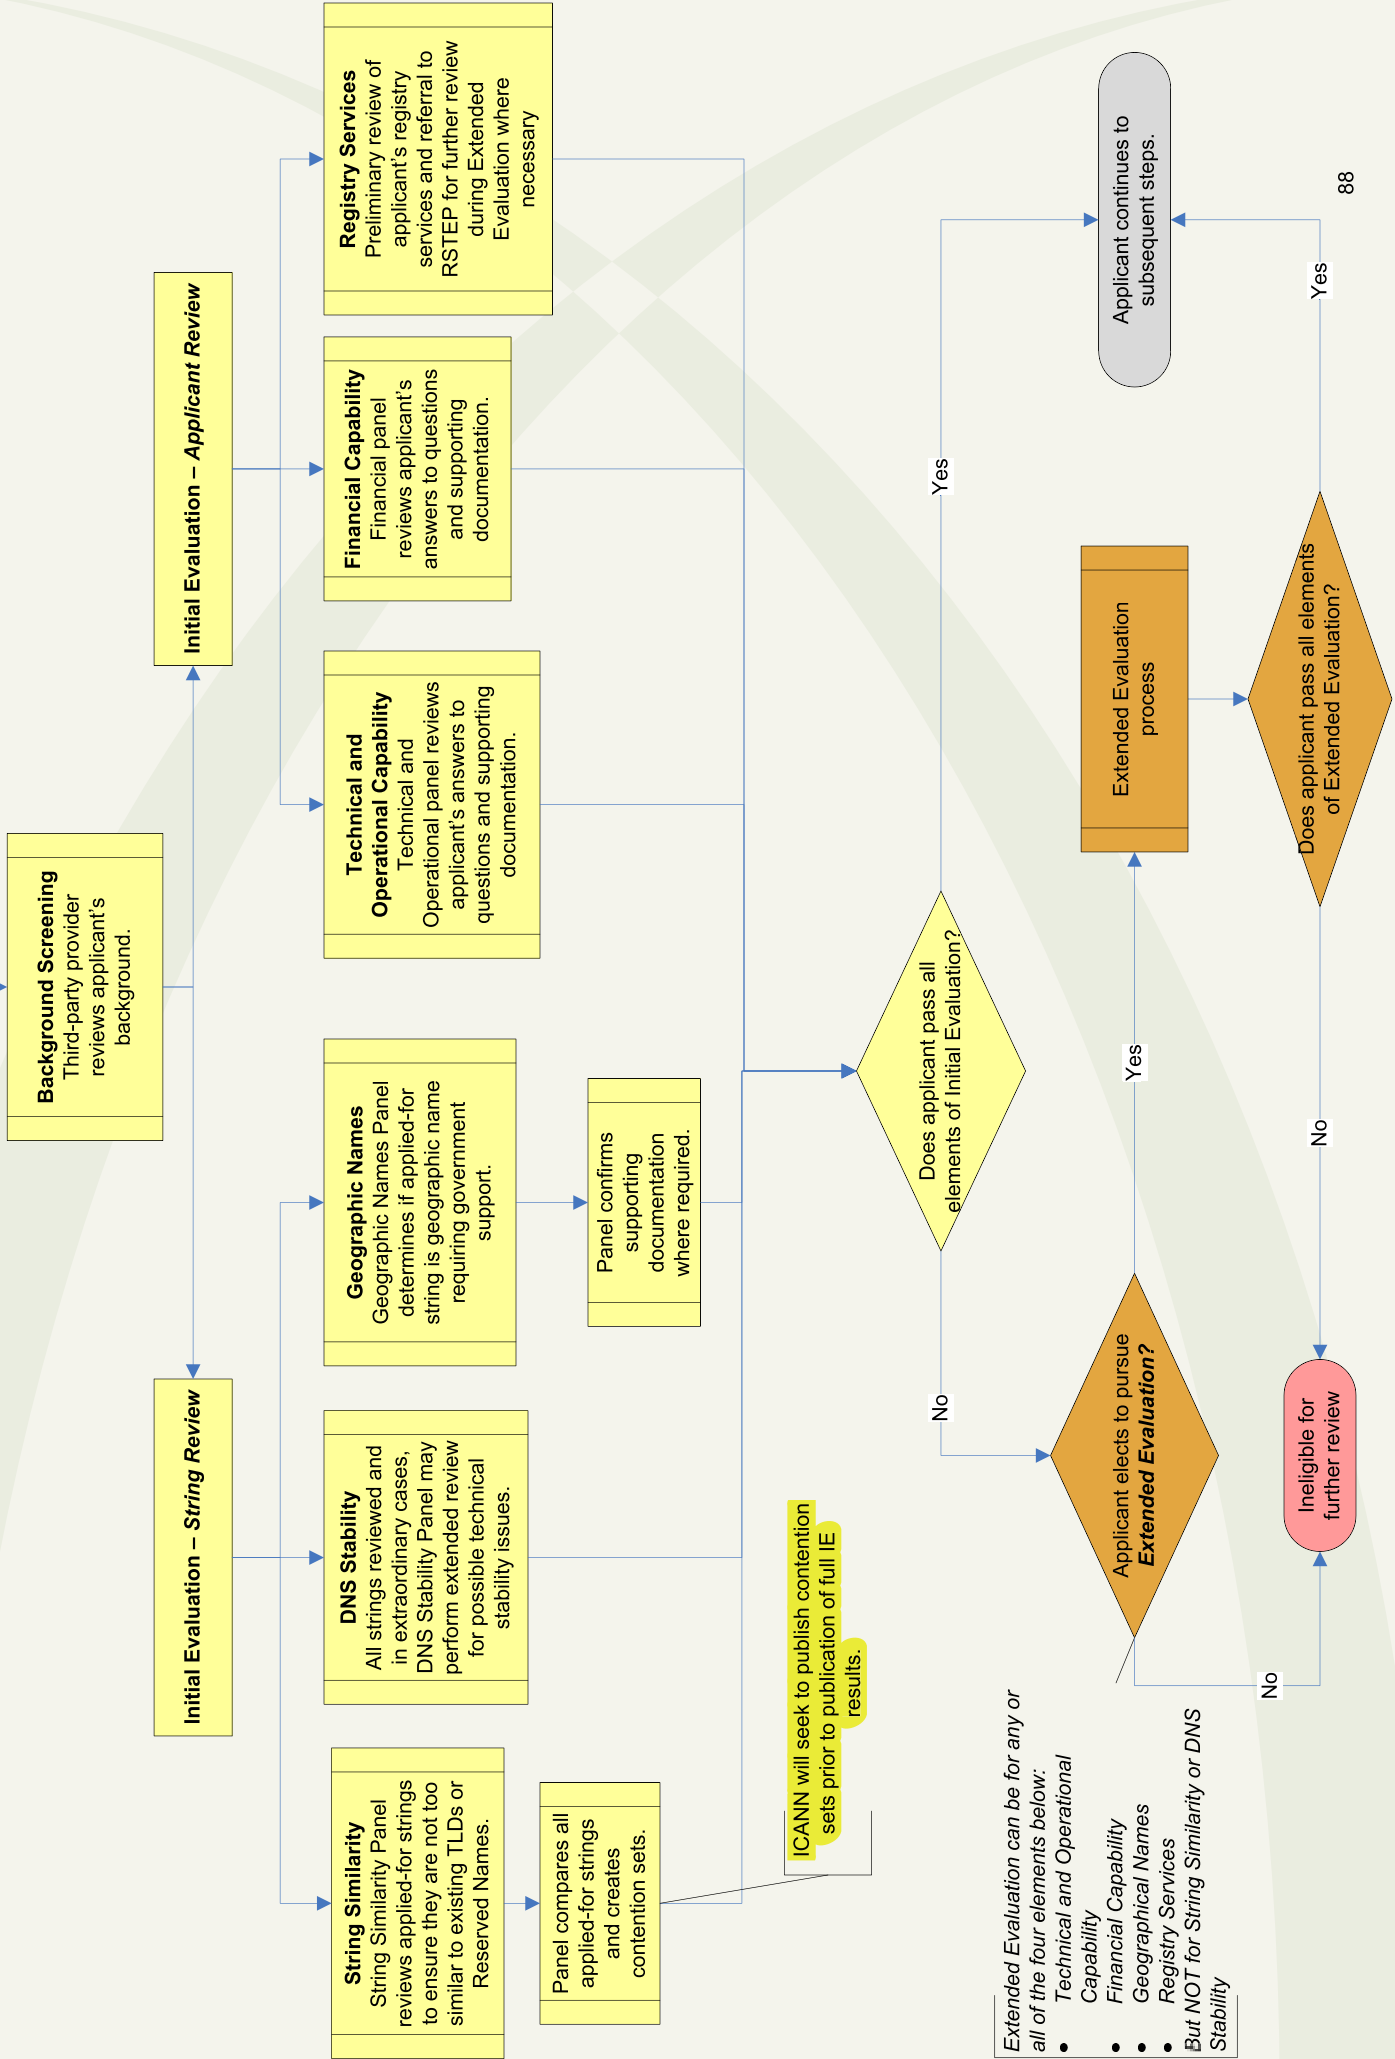 Background Screening
Third-party provider
reviews applicant's
background.
Initial Evaluation – String Review
Initial Evaluation – Applicant Review
String Similarity
String Similarity Panel
reviews applied-for strings
to ensure they are not too
similar to existing TLDs or
Reserved Names.
DNS Stability
All strings reviewed and
in extraordinary cases,
DNS Stability Panel may
perform extended review
for possible technical
stability issues.
Geographic Names
Geographic Names Panel
determines if applied-for
string is geographic name
requiring government
support.
Technical and
Operational Capability
Technical and
Operational panel reviews
applicant's answers to
questions and supporting
documentation.
Financial Capability
Financial panel
reviews applicant's
answers to questions
and supporting
documentation.
Registry Services
Preliminary review of
applicant's registry
services and referral to
RSTEP for further review
during Extended
Evaluation where
necessary
Panel compares all
applied-for strings
and creates
contention sets.
Panel confirms
supporting
documentation
where required.
ICANN will seek to publish contention
sets prior to publication of full IE
results.
Does applicant pass all
elements of Initial Evaluation?
No
Yes
Extended Evaluation can be for any or
all of the four elements below:
● Technical and Operational
Capability
● Financial Capability
● Geographical Names
● Registry Services
But NOT for String Similarity or DNS
Stability
Applicant elects to pursue
Extended Evaluation?
Yes
Extended Evaluation
process
Applicant continues to
subsequent steps.
No
Ineligible for
further review
No
Does applicant pass all elements
of Extended Evaluation?
Yes
88